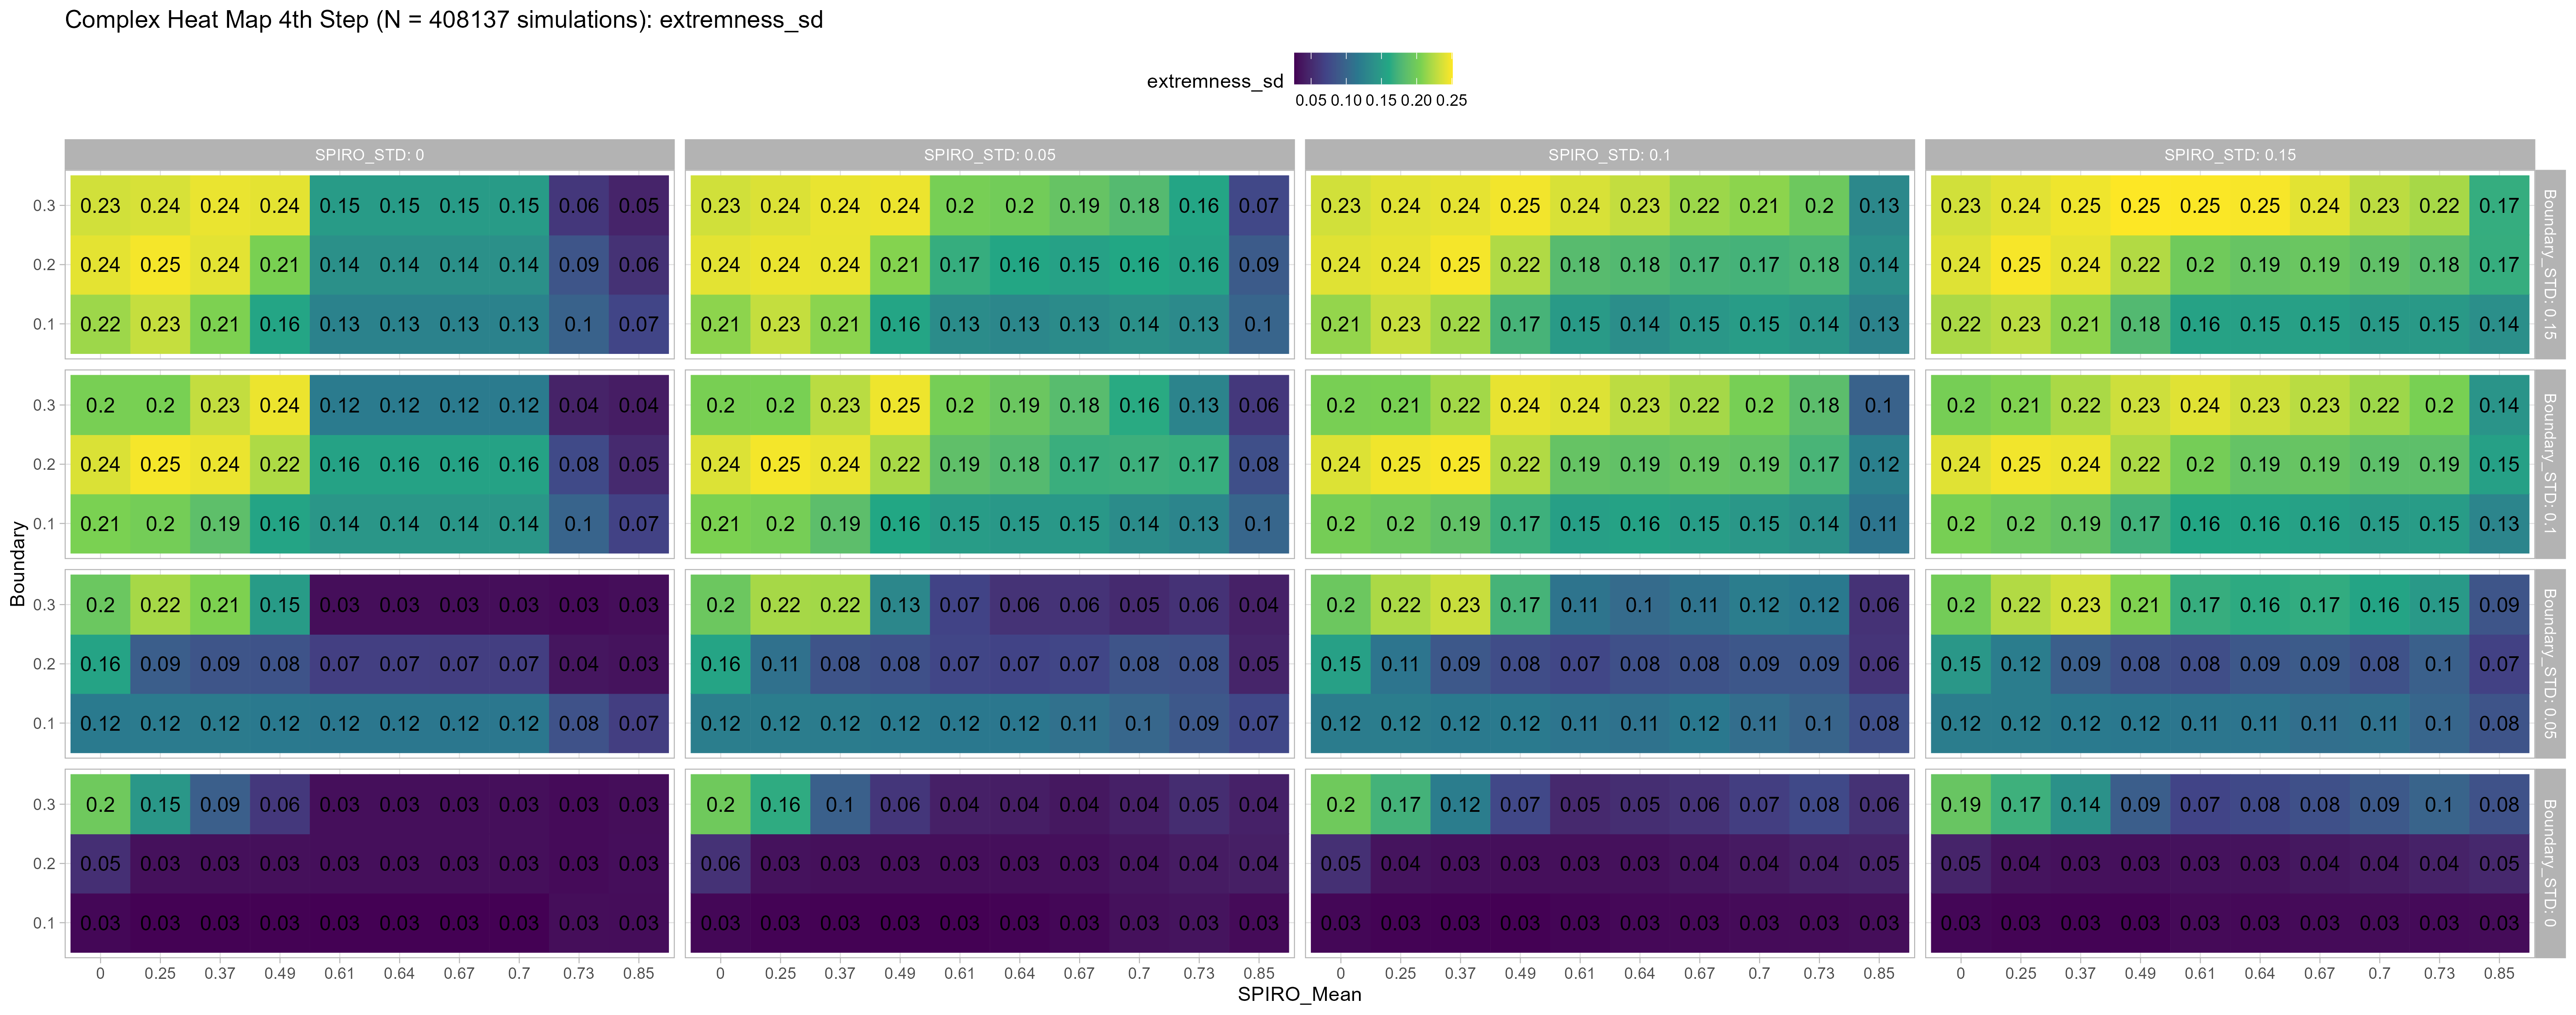 Complex Heat Map 4th Step (N = 408137 simulations): extremness_sd
extremness_sd
0.05 0.10 0.15 0.20 0.25
SPIRO_STD: 0 SPIRO_STD: 0.05 SPIRO_STD: 0.1 SPIRO_STD: 0.15
0.3 0.23 0.24 0.24 0.24 0.15 0.15 0.15 0.15 0.06 0.05 0.23 0.24 0.24 0.24 0.2 0.2 0.19 0.18 0.16 0.07 0.23 0.24 0.24 0.25 0.24 0.23 0.22 0.21 0.2 0.13 0.23 0.24 0.25 0.25 0.25 0.25 0.24 0.23 0.22 0.17
0.2 0.24 0.25 0.24 0.21 0.14 0.14 0.14 0.14 0.09 0.06 0.24 0.24 0.24 0.21 0.17 0.16 0.15 0.16 0.16 0.09 0.24 0.24 0.25 0.22 0.18 0.18 0.17 0.17 0.18 0.14 0.24 0.25 0.24 0.22 0.2 0.19 0.19 0.19 0.18 0.17
0.1 0.22 0.23 0.21 0.16 0.13 0.13 0.13 0.13 0.1 0.07 0.21 0.23 0.21 0.16 0.13 0.13 0.13 0.14 0.13 0.1 0.21 0.23 0.22 0.17 0.15 0.14 0.15 0.15 0.14 0.13 0.22 0.23 0.21 0.18 0.16 0.15 0.15 0.15 0.15 0.14
Boundary_STD: 0.15
0.3 0.2 0.2 0.23 0.24 0.12 0.12 0.12 0.12 0.04 0.04 0.2 0.2 0.23 0.25 0.2 0.19 0.18 0.16 0.13 0.06 0.2 0.21 0.22 0.24 0.24 0.23 0.22 0.2 0.18 0.1 0.2 0.21 0.22 0.23 0.24 0.23 0.23 0.22 0.2 0.14
0.2 0.24 0.25 0.24 0.22 0.16 0.16 0.16 0.16 0.08 0.05 0.24 0.25 0.24 0.22 0.19 0.18 0.17 0.17 0.17 0.08 0.24 0.25 0.25 0.22 0.19 0.19 0.19 0.19 0.17 0.12 0.24 0.25 0.24 0.22 0.2 0.19 0.19 0.19 0.19 0.15
0.1 0.21 0.2 0.19 0.16 0.14 0.14 0.14 0.14 0.1 0.07 0.21 0.2 0.19 0.16 0.15 0.15 0.15 0.14 0.13 0.1 0.2 0.2 0.19 0.17 0.15 0.16 0.15 0.15 0.14 0.11 0.2 0.2 0.19 0.17 0.16 0.16 0.16 0.15 0.15 0.13
Boundary_STD: 0.1
Boundary
0.3 0.2 0.22 0.21 0.15 0.03 0.03 0.03 0.03 0.03 0.03 0.2 0.22 0.22 0.13 0.07 0.06 0.06 0.05 0.06 0.04 0.2 0.22 0.23 0.17 0.11 0.1 0.11 0.12 0.12 0.06 0.2 0.22 0.23 0.21 0.17 0.16 0.17 0.16 0.15 0.09
0.2 0.16 0.09 0.09 0.08 0.07 0.07 0.07 0.07 0.04 0.03 0.16 0.11 0.08 0.08 0.07 0.07 0.07 0.08 0.08 0.05 0.15 0.11 0.09 0.08 0.07 0.08 0.08 0.09 0.09 0.06 0.15 0.12 0.09 0.08 0.08 0.09 0.09 0.08 0.1 0.07
0.1 0.12 0.12 0.12 0.12 0.12 0.12 0.12 0.12 0.08 0.07 0.12 0.12 0.12 0.12 0.12 0.12 0.11 0.1 0.09 0.07 0.12 0.12 0.12 0.12 0.11 0.11 0.12 0.11 0.1 0.08 0.12 0.12 0.12 0.12 0.11 0.11 0.11 0.11 0.1 0.08
Boundary_STD: 0.05
0.3 0.2 0.15 0.09 0.06 0.03 0.03 0.03 0.03 0.03 0.03 0.2 0.16 0.1 0.06 0.04 0.04 0.04 0.04 0.05 0.04 0.2 0.17 0.12 0.07 0.05 0.05 0.06 0.07 0.08 0.06 0.19 0.17 0.14 0.09 0.07 0.08 0.08 0.09 0.1 0.08
0.2 0.05 0.03 0.03 0.03 0.03 0.03 0.03 0.03 0.03 0.03 0.06 0.03 0.03 0.03 0.03 0.03 0.03 0.04 0.04 0.04 0.05 0.04 0.03 0.03 0.03 0.03 0.04 0.04 0.04 0.05 0.05 0.04 0.03 0.03 0.03 0.03 0.04 0.04 0.04 0.05
0.1 0.03 0.03 0.03 0.03 0.03 0.03 0.03 0.03 0.03 0.03 0.03 0.03 0.03 0.03 0.03 0.03 0.03 0.03 0.03 0.03 0.03 0.03 0.03 0.03 0.03 0.03 0.03 0.03 0.03 0.03 0.03 0.03 0.03 0.03 0.03 0.03 0.03 0.03 0.03 0.03
Boundary_STD: 0
0 0.25 0.37 0.49 0.61 0.64 0.67 0.7 0.73 0.85 0 0.25 0.37 0.49 0.61 0.64 0.67 0.7 0.73 0.85 0 0.25 0.37 0.49 0.61 0.64 0.67 0.7 0.73 0.85 0 0.25 0.37 0.49 0.61 0.64 0.67 0.7 0.73 0.85
SPIRO_Mean